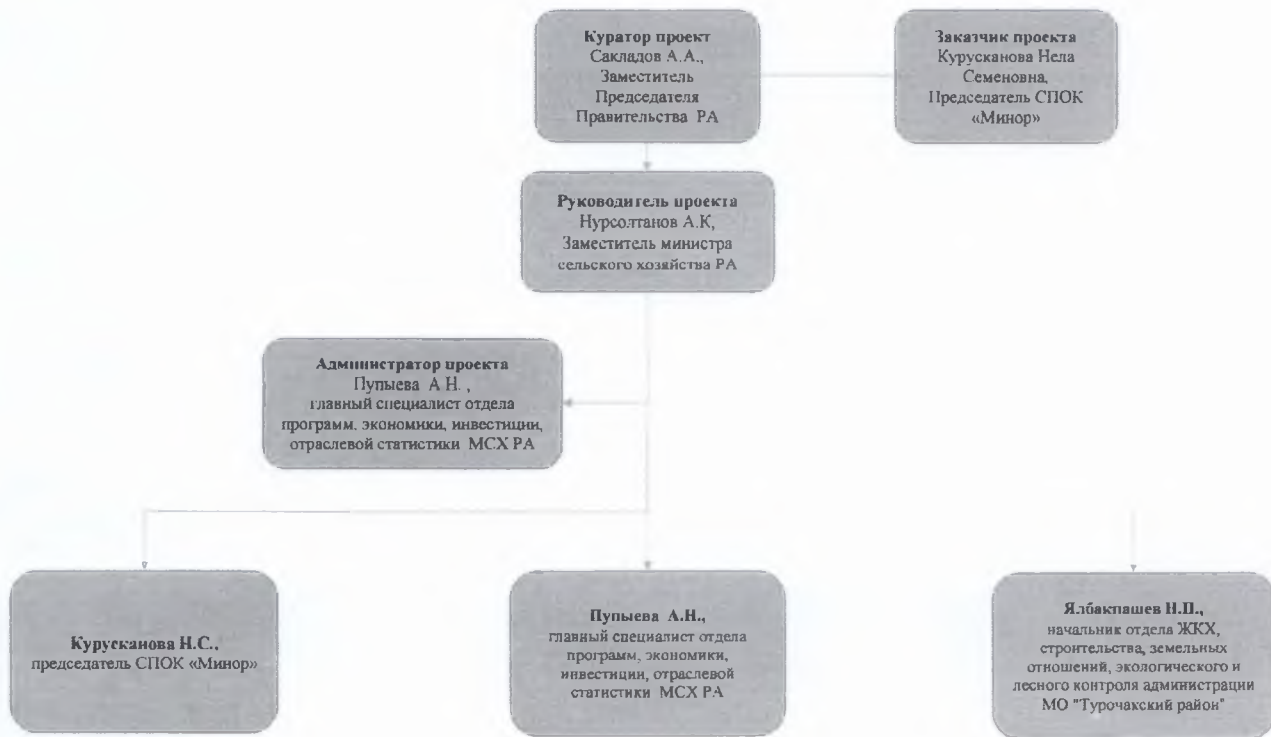 Куратор проект
Сакладов А.А.,
Заместитель
Председателя
Правительства РА
Заказчик проекта
Курусканова Нела
Семеновна,
Председатель СПОК
«Минор»
Руководитель проекта
Нурсолтанов А.К,
Заместитель министра
сельского хозяйства РА
Администратор проекта
Пупыева А Н. ,
главный специалист отдела
программ, экономики, инвестиции,
отраслевой статистики МСХ РА
Курусканова Н.С.,
председатель СПОК «Минор»
Пупыева А.Н.,
главный специалист отдела
программ, экономики,
инвестиции, отраслевой
статистики МСХ РА
Ялбакпашев Н.П.,
начальник отдела ЖКХ,
строительства, земельных
отношений, экологического и
лесного контроля администрации
МО "Турочакский район"